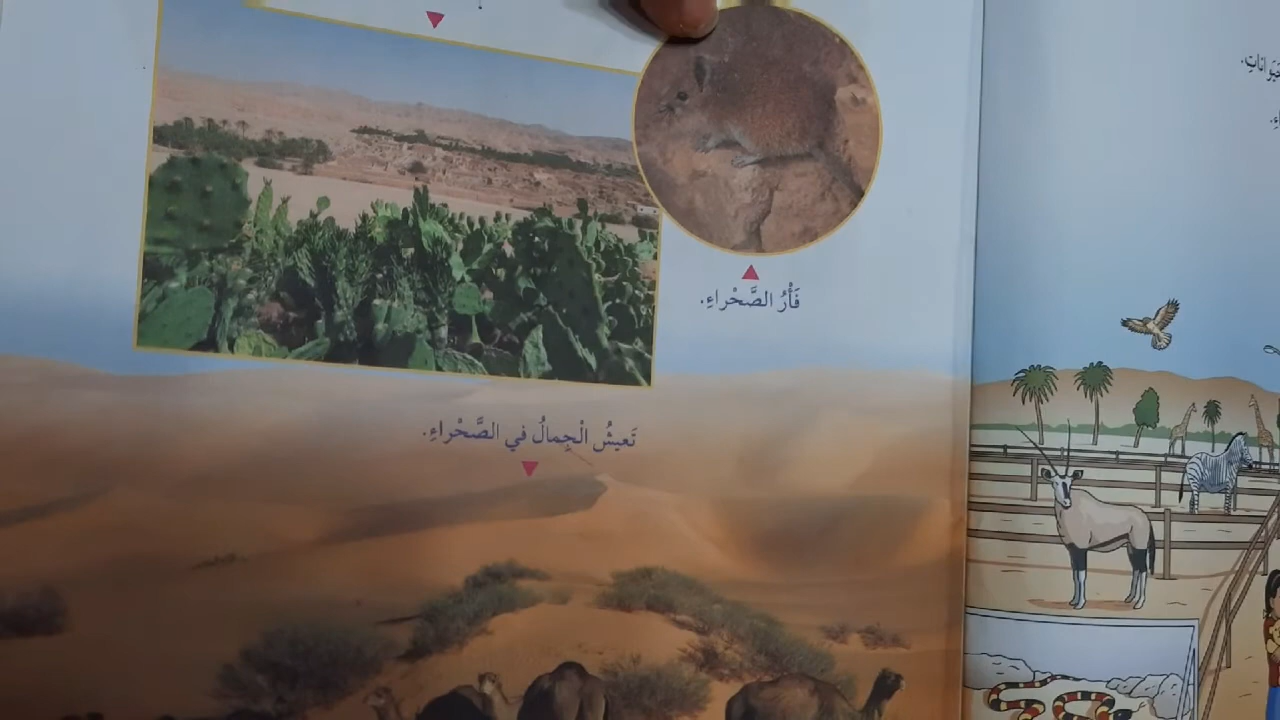 فَأْرُ الصَّحْراءِ.
تَعيشُ الْجِمالُ في الصَّحْراءِ.